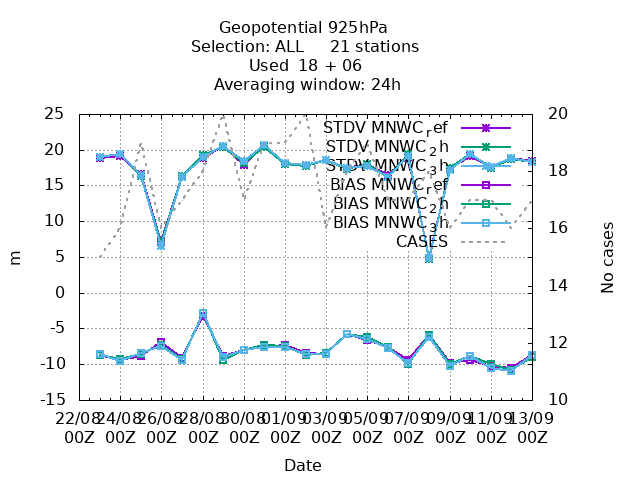 Geopotential 925hPa
Selection: ALL 21 stations
Used 18 + 06
Averaging window: 24h
25
20
15
10
5
0
-5
-10
-15
m
20
18
16
14
12
10
No cases
STDV MNWC_ref
STDV MNWC_2h
STDV MNWC_3h
BIAS MNWC_ref
BIAS MNWC_2h
BIAS MNWC_3h
CASES
22/08 24/08 26/08 28/08 30/08 01/09 03/09 05/09 07/09 09/09 11/09 13/09
00Z 00Z 00Z 00Z 00Z 00Z 00Z 00Z 00Z 00Z 00Z 00Z
Date